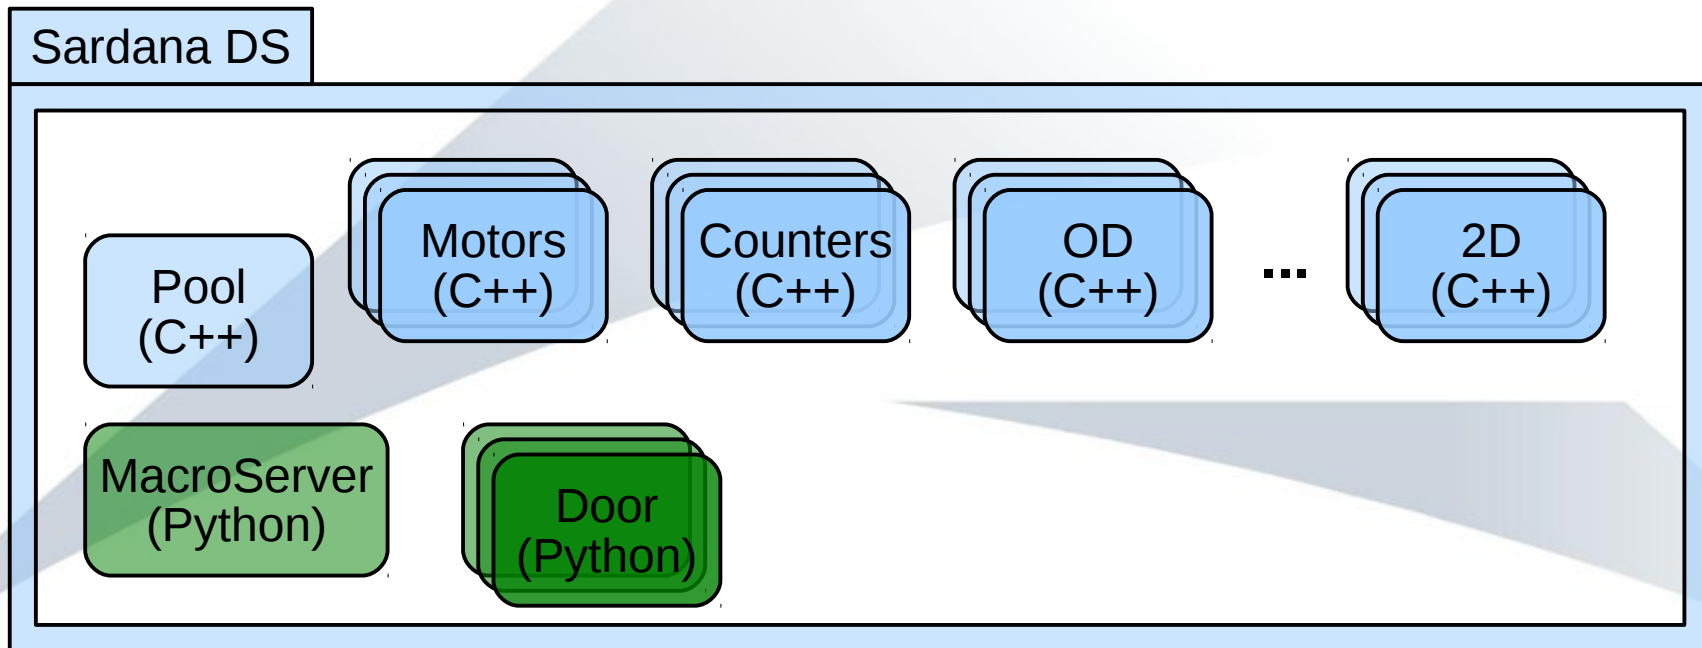 Sardana DS
Motors
(C++)
Counters
(C++)
OD
(C++)
...
2D
(C++)
Pool
(C++)
MacroServer
(Python)
Door
(Python)